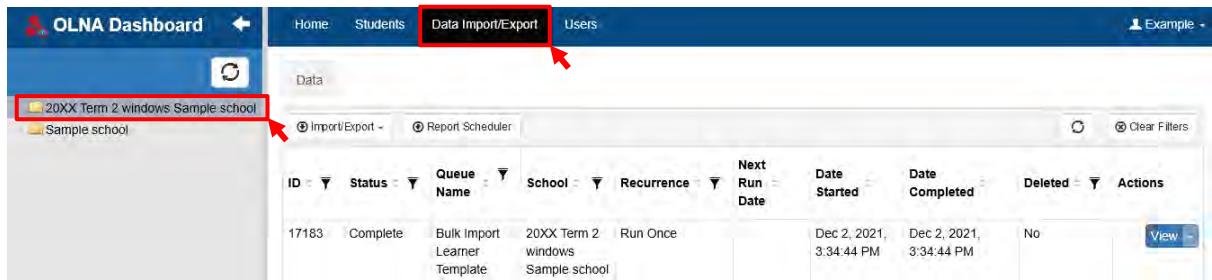 OLNA Dashboard
Home Students Data Import/Export Users Example
Data
20XX Term 2 windows Sample school
Sample school
Import/Export Report Scheduler Clear Filters
ID Status Queue Name School Recurrence Next Run Date Date Started Date Completed Deleted Actions
17183 Complete Bulk Import 20XX Term 2 Run Once Dec 2, 2021, Dec 2, 2021, No View
Learner windows 3:34:44 PM 3:34:44 PM
Template Sample school